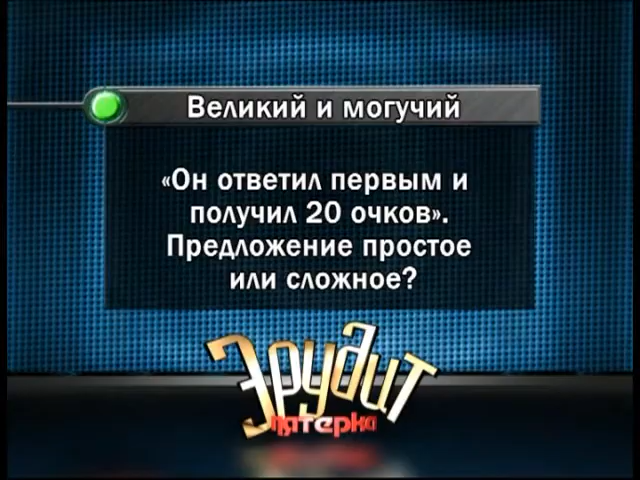 Великий и могучий
«Он ответил первым и
получил 20 очков».
Предложение простое
или сложное?
Эрудит
пятерка